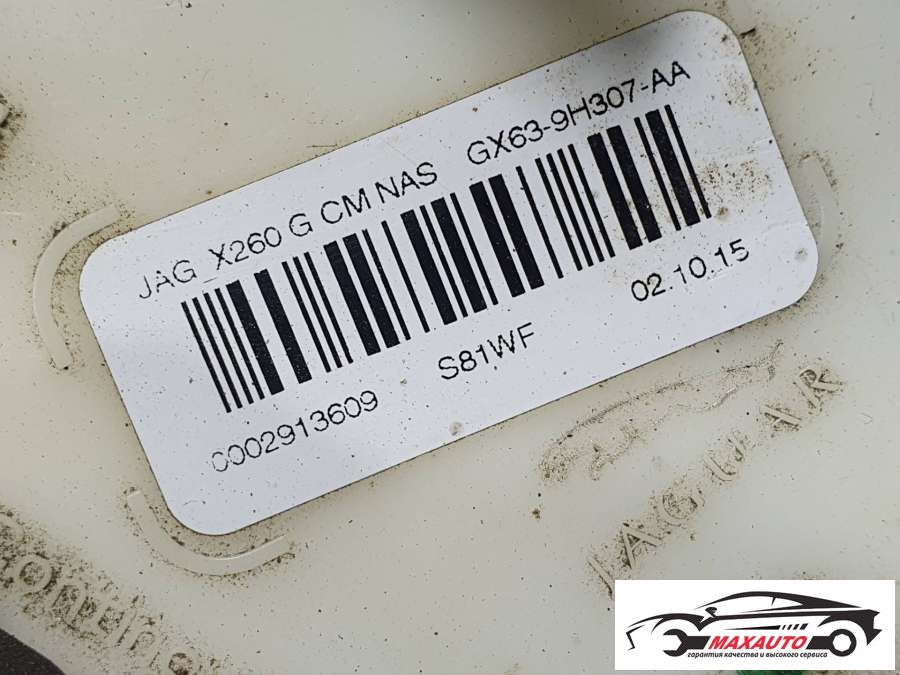 JAG_X260 G CM NAS GX63-9H307-AA
0002913609 S81WF 02.10.15
JAGUAR
MAXAUTO
гарантия качества и высокого сервиса